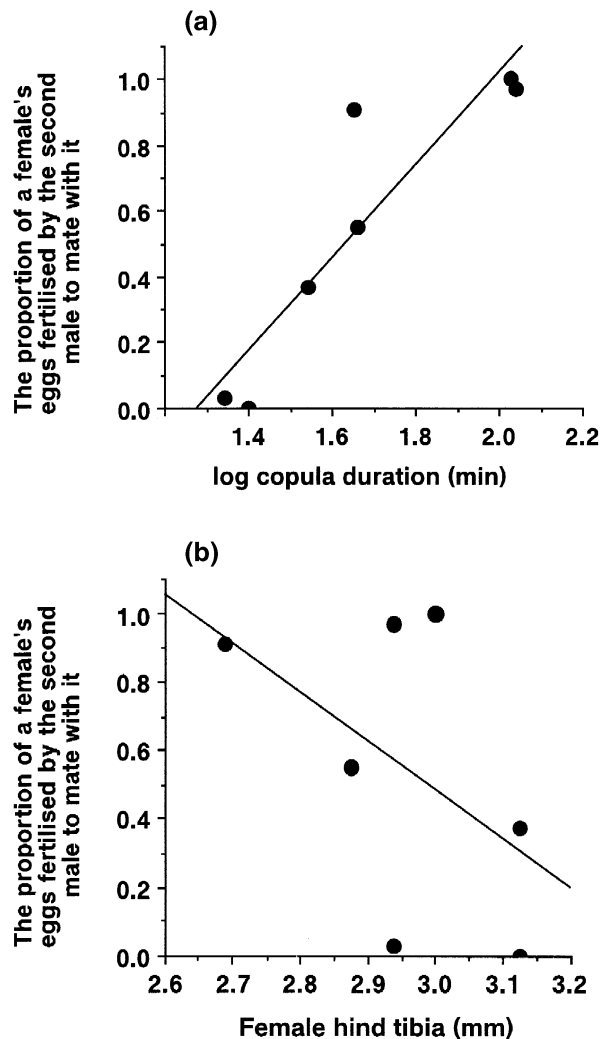 (a)
The proportion of a female's
eggs fertilised by the second
male to mate with it
1.0
0.8
0.6
0.4
0.2
0.0
1.4 1.6 1.8 2.0 2.2
log copula duration (min)
(b)
The proportion of a female's
eggs fertilised by the second
male to mate with it
1.0
0.8
0.6
0.4
0.2
0.0
2.6 2.7 2.8 2.9 3.0 3.1 3.2
Female hind tibia (mm)